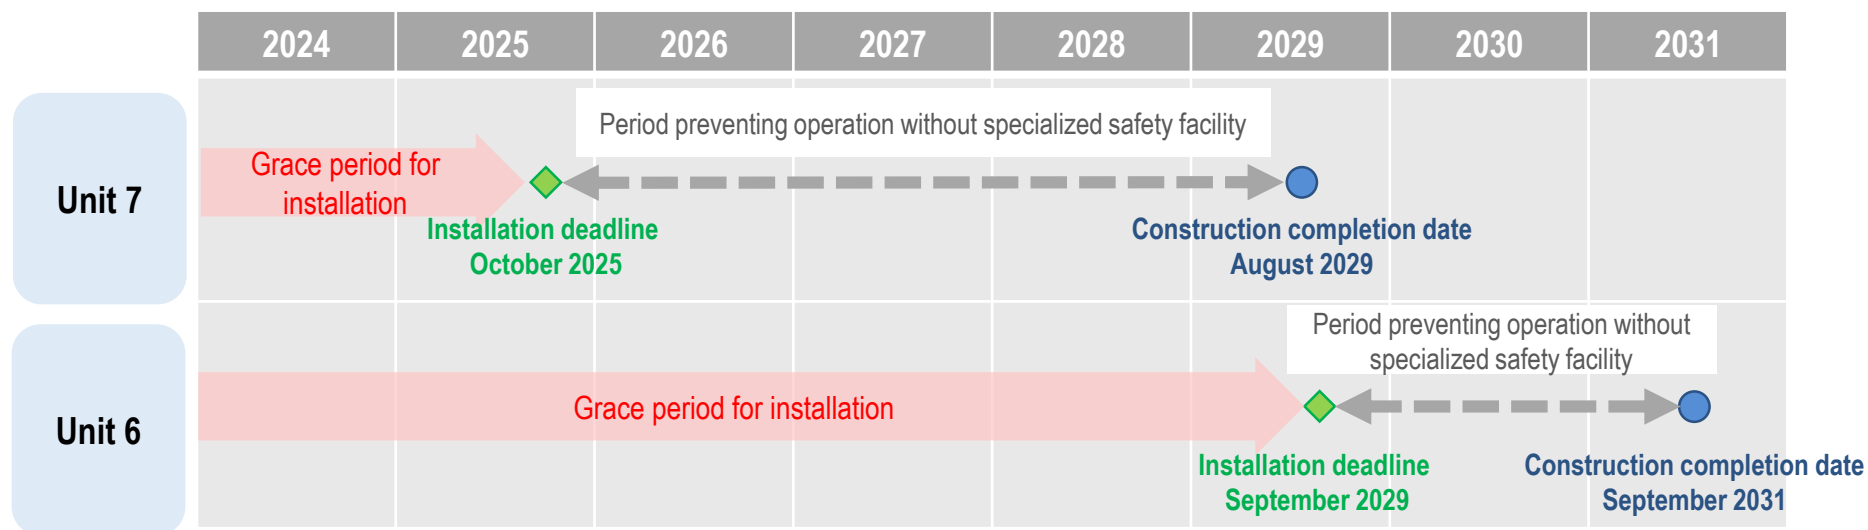 2024 2025 2026 2027 2028 2029 2030 2031
Unit 7
Period preventing operation without specialized safety facility
Grace period for
installation
Installation deadline
October 2025
Construction completion date
August 2029
Unit 6
Period preventing operation without
specialized safety facility
Grace period for installation
Installation deadline
September 2029
Construction completion date
September 2031